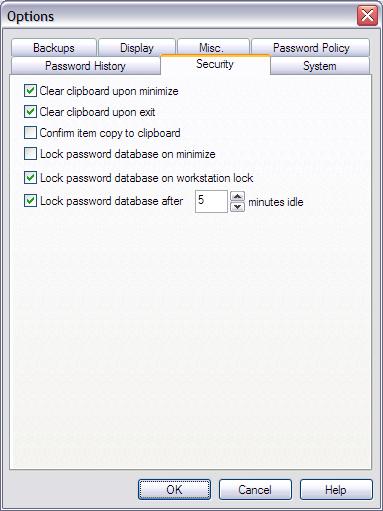 Options
Backups Display Misc. Password Policy
Password History Security System
Clear clipboard upon minimize
Clear clipboard upon exit
Confirm item copy to clipboard
Lock password database on minimize
Lock password database on workstation lock
Lock password database after 5 minutes idle
OK Cancel Help